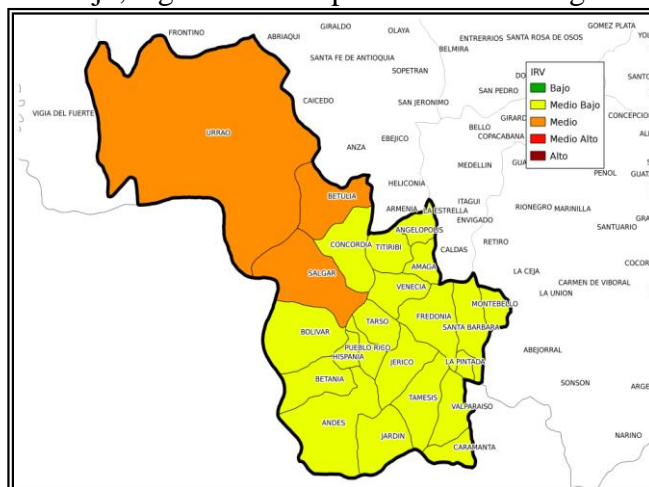 FRONTINO
GIRALDO
ABRIAQUI
OLAYA
GOMEZ PLATA
ENTRERRIOS
SANTA ROSA DE OSOS
BELMIRA
SANTA FE DE ANTIOQUIA
SOPETRAN
SAN PEDRO
CAICEDO
SAN JERONIMO
VIGIA DEL FUERTE
IRV
Bajo
Medio Bajo
Medio
Medio Alto
Alto
URRAO
ANZA
EBEJICO
BELLO
COPACABANA
CONCEPCION
MEDELLIN
PEÑOL
HELICONIA
BETULIA
ITAGUI
ARMENIA
LA ESTRELLA
ENVIGADO
RIONEGRO
MARINILLA
SANTUARIO
ANGELOPOLIS
CONCORDIA
TITIRIBI
CALDAS
RETIRO
AMAGA
SALGAR
LA CEJA
VENECIA
CARMEN DE VIBORAL
LA UNION
MONTEBELLO
FREDONIA
TARSO
SANTA BARBARA
BOLIVAR
PUEBLO RICO
HISPANIA
JERICO
LA PINTADA
ABEJORRAL
BETANIA
SONSON
TAMESIS
VALPARAISO
ANDES
JARDIN
NARINO
CARAMANTA